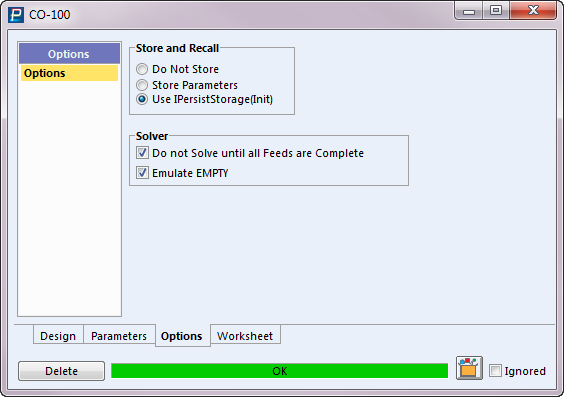 CO-100
Options
Options
Store and Recall
Do Not Store
Store Parameters
Use IPersistStorage(Init)
Solver
Do not Solve until all Feeds are Complete
Emulate EMPTY
Design Parameters Options Worksheet
Delete OK Ignored